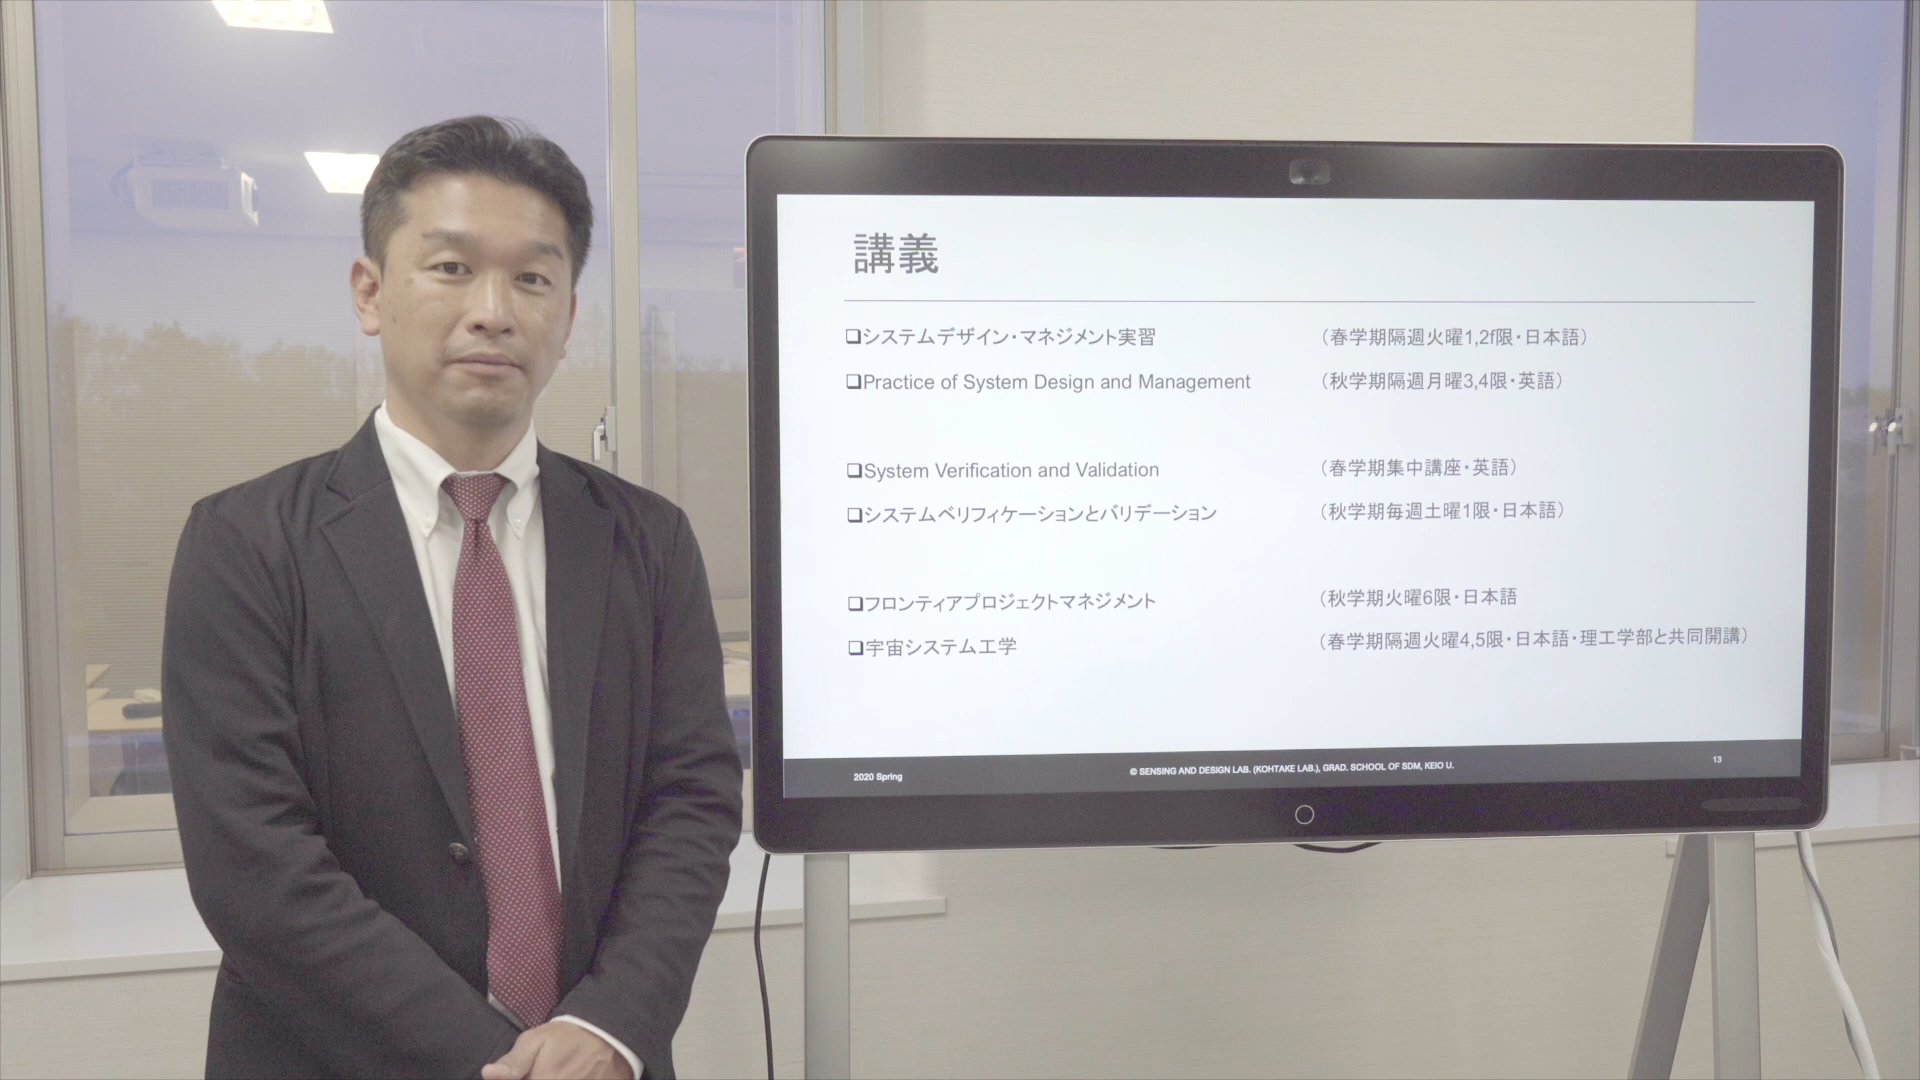 講義
❑システムデザイン・マネジメント実習 （春学期隔週火曜1,2f限・日本語）
❑Practice of System Design and Management （秋学期隔週月曜3,4限・英語）
❑System Verification and Validation （春学期集中講座・英語）
❑システムベリフィケーションとバリデーション （秋学期毎週土曜1限・日本語）
❑フロンティアプロジェクトマネジメント （秋学期火曜6限・日本語
❑宇宙システム工学 （春学期隔週火曜4,5限・日本語・理工学部と共同開講）
2020 Spring © SENSING AND DESIGN LAB. (KOHTAKE LAB.), GRAD. SCHOOL OF SDM, KEIO U. 13